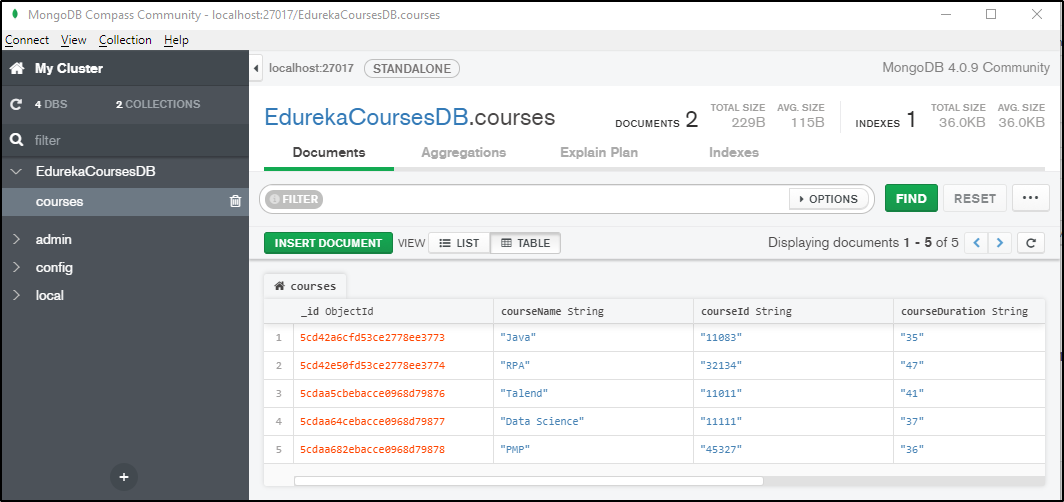 MongoDB Compass Community - localhost:27017/EdurekaCoursesDB.courses
Connect View Collection Help
My Cluster
localhost:27017 STANDALONE MongoDB 4.0.9 Community
4 DBS 2 COLLECTIONS
filter
EdurekaCoursesDB.courses
DOCUMENTS 2 TOTAL SIZE 229B AVG. SIZE 115B INDEXES 1 TOTAL SIZE 36.0KB AVG. SIZE 36.0KB
Documents Aggregations Explain Plan Indexes
EdurekaCoursesDB
courses
admin
config
local
FILTER OPTIONS FIND RESET
INSERT DOCUMENT VIEW LIST TABLE Displaying documents 1 - 5 of 5
courses
_id ObjectId courseName String courseId String courseDuration String
1 5cd42a6cfd53ce2778ee3773 "Java" "11083" "35"
2 5cd42e50fd53ce2778ee3774 "RPA" "32134" "47"
3 5cdaa5cbebacce0968d79876 "Talend" "11011" "41"
4 5cdaa64cebacce0968d79877 "Data Science" "11111" "37"
5 5cdaa682ebacce0968d79878 "PMP" "45327" "36"